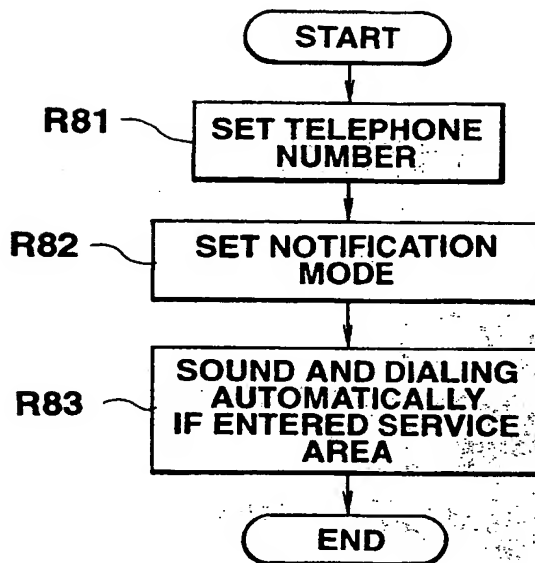 START
R81
SET TELEPHONE
NUMBER
R82
SET NOTIFICATION
MODE
R83
SOUND AND DIALING
AUTOMATICALLY
IF ENTERED SERVICE
AREA
END